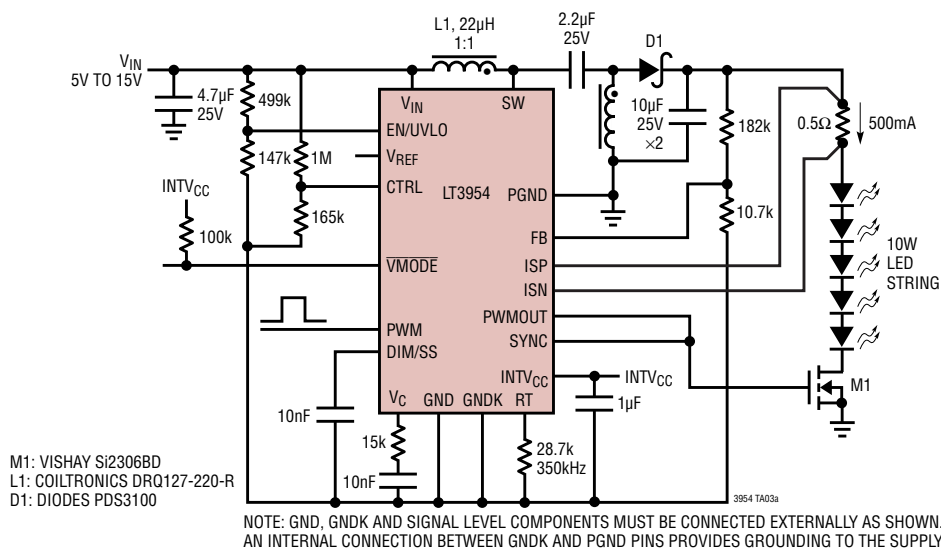 L1, 22µH
1:1
2.2µF
25V
D1
VIN
5V TO 15V
4.7µF
25V
499k
VIN
SW
10µF
25V
×2
182k
0.5Ω
500mA
EN/UVLO
147k
1M
VREF
INTVCC
CTRL
LT3954
PGND
165k
10.7k
100k
FB
10W
LED
STRING
VMODE
ISP
ISN
PWMOUT
PWM
SYNC
DIM/SS
INTVCC
INTVCC
M1
VC
GND
GNDK
RT
1µF
10nF
15k
28.7k
350kHz
10nF
M1: VISHAY Si2306BD
L1: COILTRONICS DRQ127-220-R
D1: DIODES PDS3100
3954 TA03a
NOTE: GND, GNDK AND SIGNAL LEVEL COMPONENTS MUST BE CONNECTED EXTERNALLY AS SHOWN.
AN INTERNAL CONNECTION BETWEEN GNDK AND PGND PINS PROVIDES GROUNDING TO THE SUPPLY